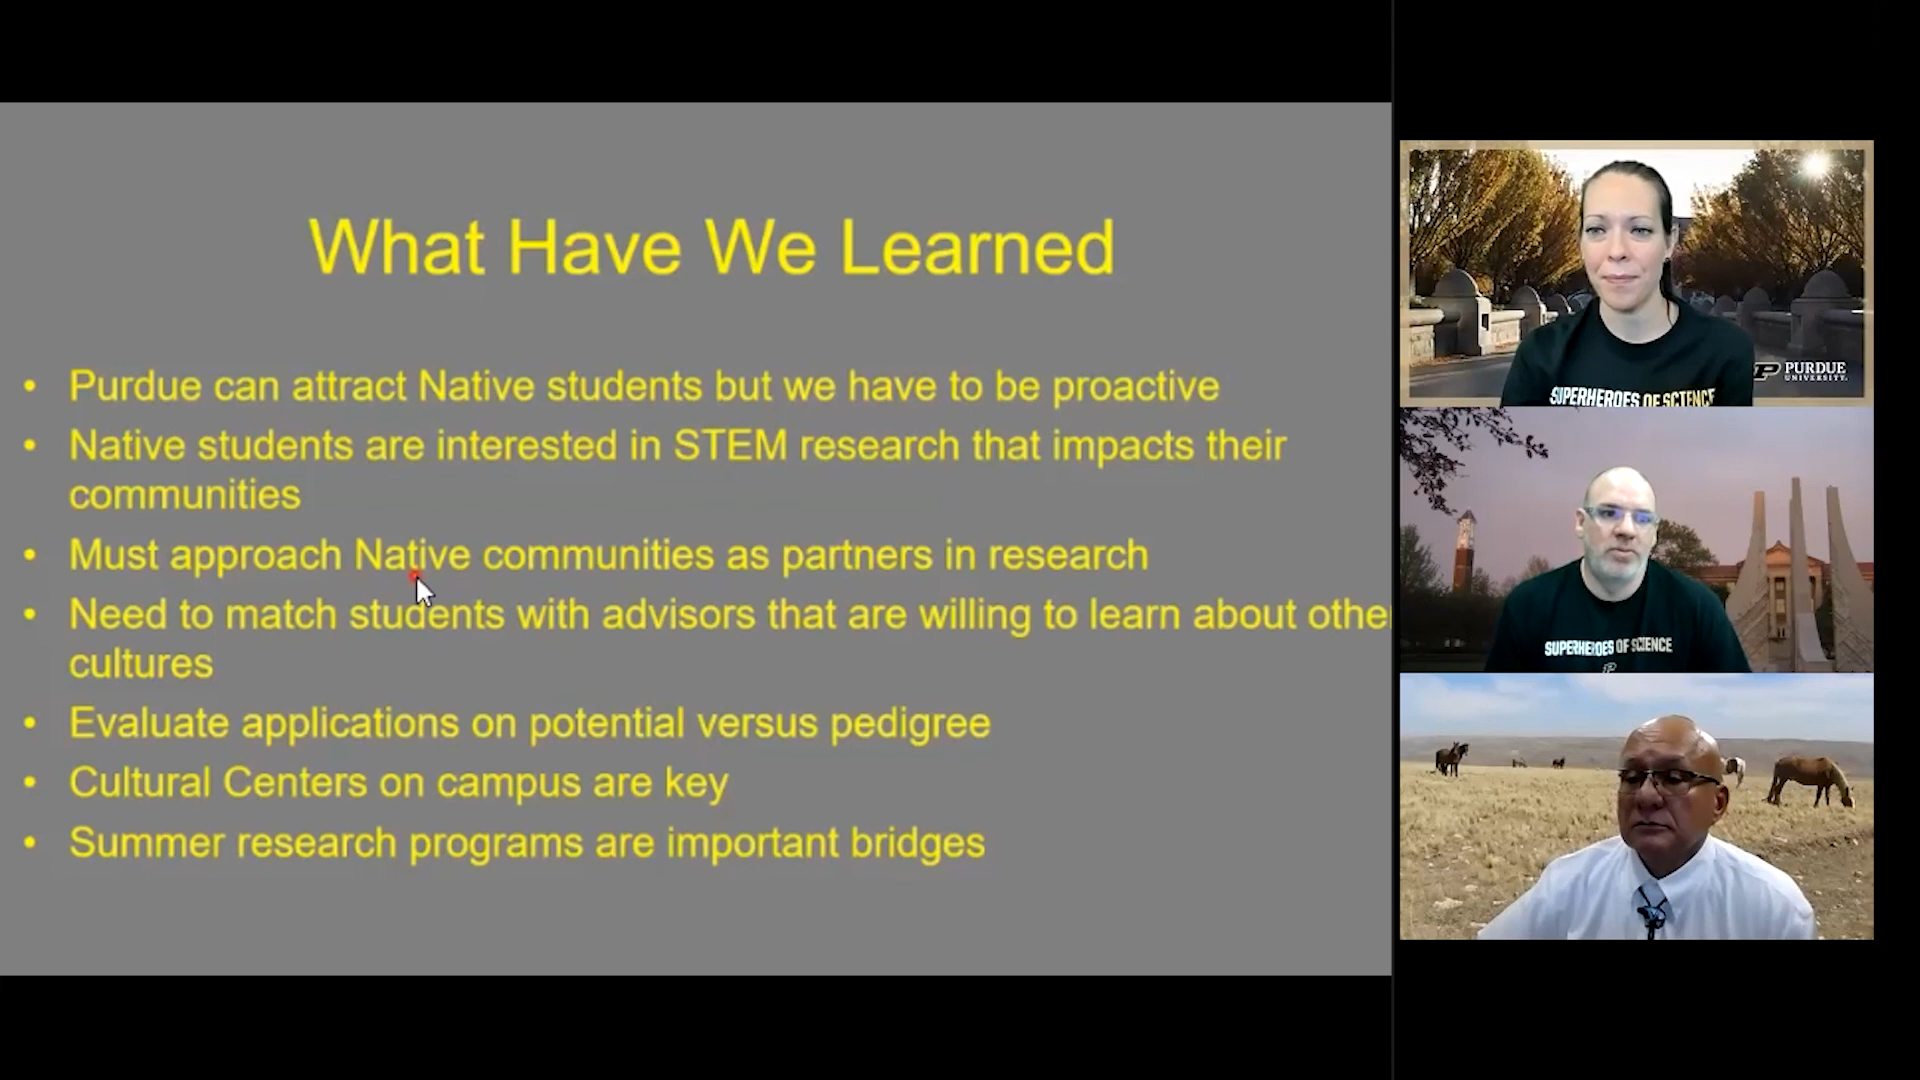 What Have We Learned
• Purdue can attract Native students but we have to be proactive
• Native students are interested in STEM research that impacts their
communities
• Must approach Native communities as partners in research
• Need to match students with advisors that are willing to learn about other
cultures
• Evaluate applications on potential versus pedigree
• Cultural Centers on campus are key
• Summer research programs are important bridges
PURDUE
UNIVERSITY.
SUPERHEROES OF SCIENCE
SUPERHEROES OF SCIENCE